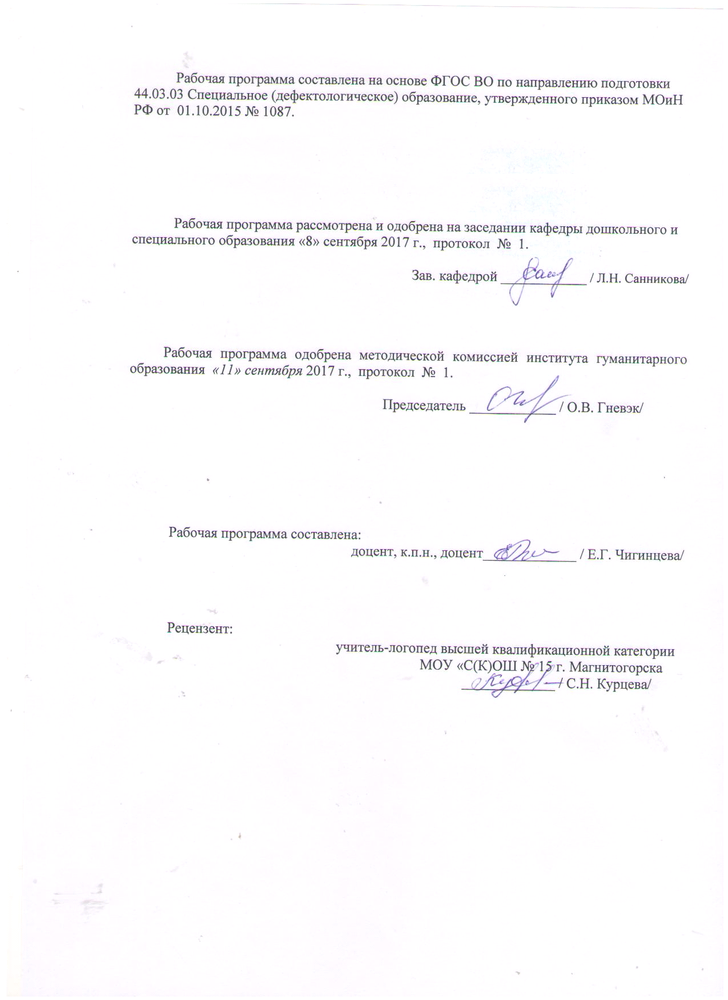 Рабочая программа составлена на основе ФГОС ВО по направлению подготовки
44.03.03 Специальное (дефектологическое) образование, утвержденного приказом МОиН
РФ от 01.10.2015 № 1087.
Рабочая программа рассмотрена и одобрена на заседании кафедры дошкольного и
специального образования «8» сентября 2017 г., протокол № 1.
Зав. кафедрой ____________ / Л.Н. Санникова/
Рабочая программа одобрена методической комиссией института гуманитарного
образования «11» сентября 2017 г., протокол № 1.
Председатель ____________ / О.В. Гневэк/
Рабочая программа составлена:
доцент, к.п.н., доцент_____________ / Е.Г. Чигинцева/
Рецензент:
учитель-логопед высшей квалификационной категории
МОУ «С(К)ОШ № 15 г. Магнитогорска
_____________ / С.Н. Курцева/